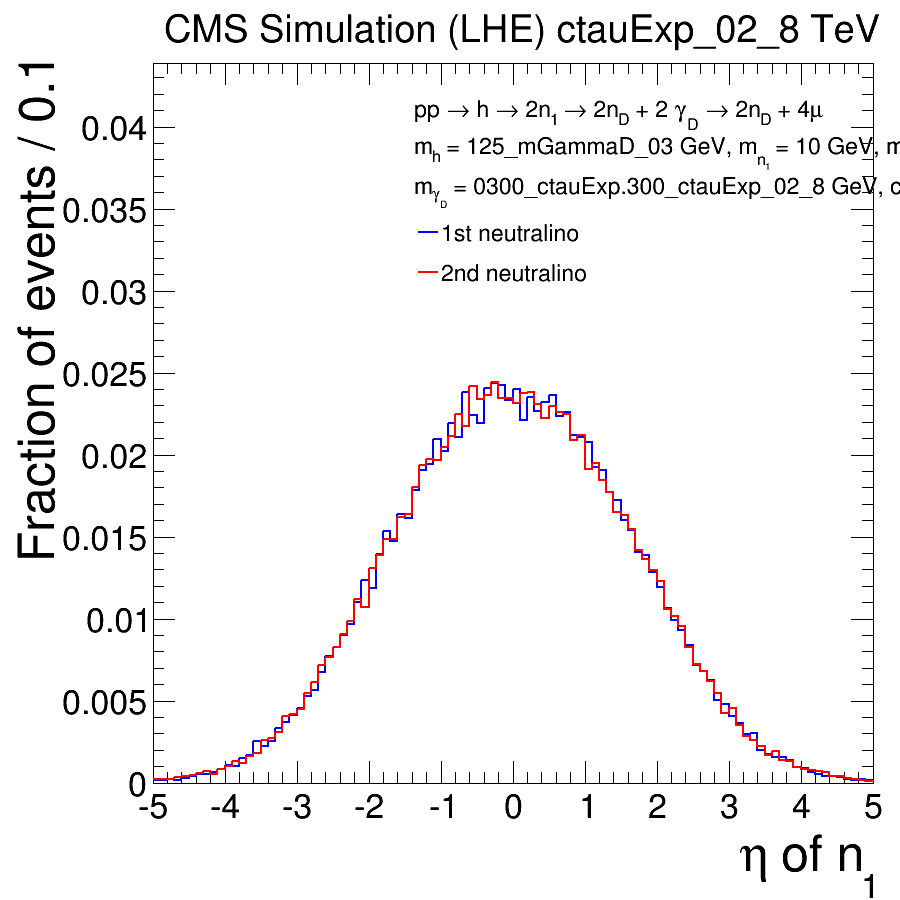 CMS Simulation (LHE) ctauExp_02_8 TeV
Fraction of events / 0.1
pp → h → 2n1 → 2nD + 2 γD → 2nD + 4μ
mh = 125_mGammaD_03 GeV, mn1 = 10 GeV, m
mγD = 0300_ctauExp.300_ctauExp_02_8 GeV, c
1st neutralino
2nd neutralino
0.04
0.035
0.03
0.025
0.02
0.015
0.01
0.005
0
-5 -4 -3 -2 -1 0 1 2 3 4 5
η of n1